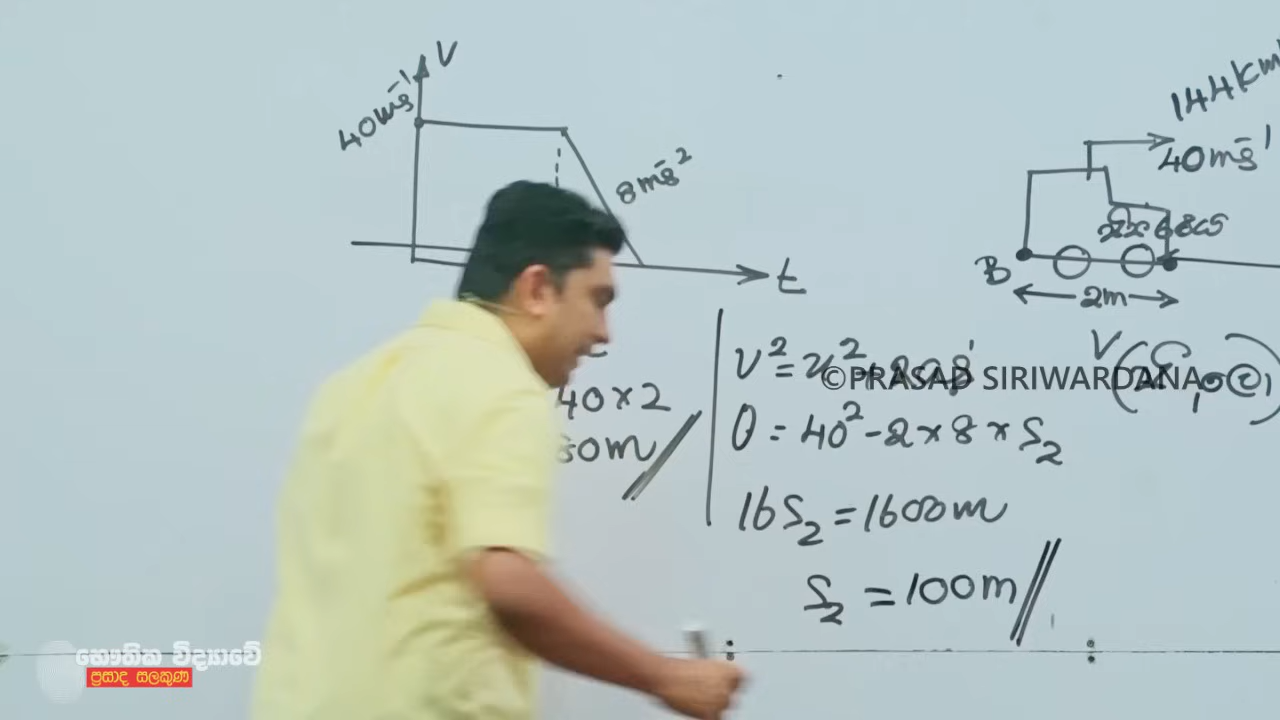 V
40ms⁻¹
8ms⁻²
t
40×2
80m
V² = u² + 2as
0 = 40² - 2×8×S₂
16S₂ = 1600m
S₂ = 100m
144km
40ms⁻¹
B
2m
V
©PRASAD SIRIWARDANA
භෞතික විද්‍යාවේ
ප්‍රසාද සලකුණ